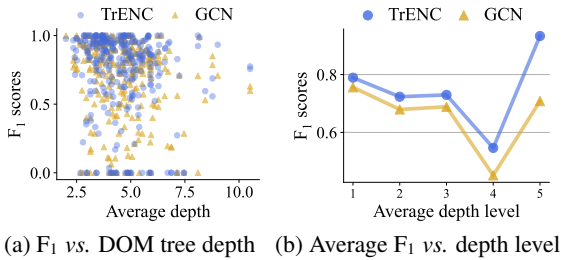 TrENC GCN
1.0
0.5
0.0
F₁ scores
2.5 5.0 7.5 10.0
Average depth
(a) F₁ vs. DOM tree depth
TrENC GCN
0.8
0.6
F₁ scores
1 2 3 4 5
Average depth level
(b) Average F₁ vs. depth level